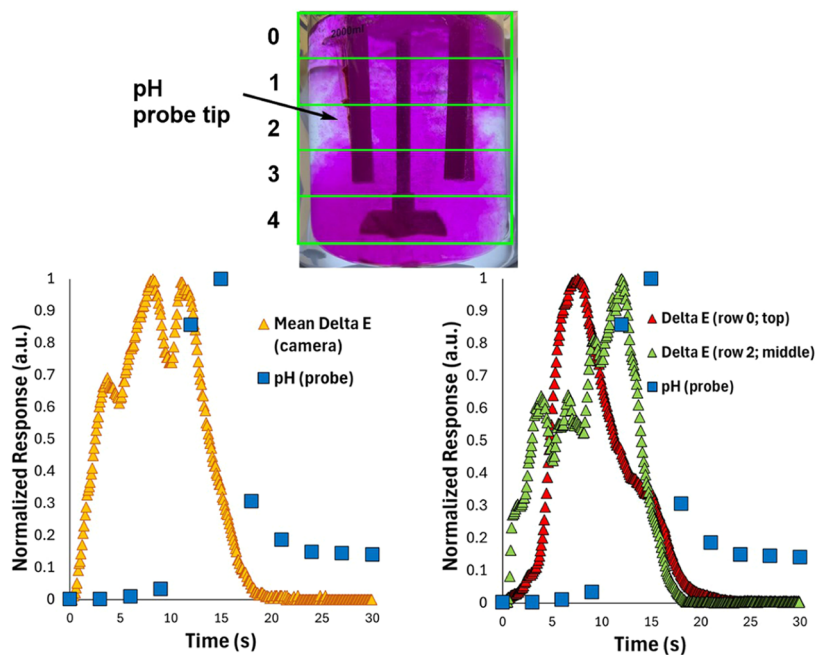 0
2000ml
1
pH
probe tip
2
3
4
Normalized Response (a.u.)
1
0.9
0.8
0.7
0.6
0.5
0.4
0.3
0.2
0.1
0
0 5 10 15 20 25 30
Time (s)
Mean Delta E
(camera)
pH (probe)
Normalized Response (a.u.)
1
0.9
0.8
0.7
0.6
0.5
0.4
0.3
0.2
0.1
0
0 5 10 15 20 25 30
Time (s)
Delta E (row 0; top)
Delta E (row 2; middle)
pH (probe)